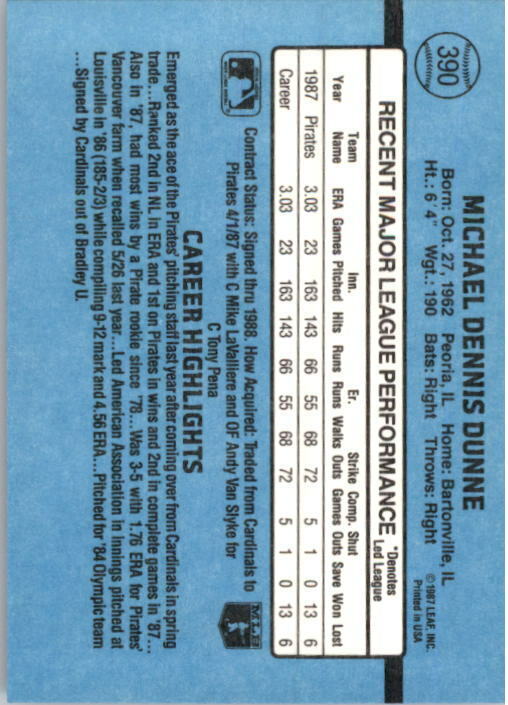 390
MICHAEL DENNIS DUNNE
Born: Oct. 27, 1962 Peoria, IL Home: Bartonville, IL
Ht.: 6' 4" Wgt.: 190 Bats: Right Throws: Right
© 1987 LEAF, INC.
Printed in USA
RECENT MAJOR LEAGUE PERFORMANCE *Denotes
Led League
Team Inn. Er. Strike Comp. Shut
Year Name ERA Games Pitched Hits Runs Runs Walks Outs Games Outs Save Won Lost
1987 Pirates 3.03 23 163 143 66 55 68 72 5 1 0 13 6
Career 3.03 23 163 143 66 55 68 72 5 1 0 13 6
Contract Status: Signed thru 1988. How Acquired: Traded from Cardinals to
Pirates 4/1/87 with C Mike LaValliere and OF Andy Van Slyke for
C Tony Pena
CAREER HIGHLIGHTS
Emerged as the ace of the Pirates' pitching staff last year after coming over from Cardinals in spring
trade...Ranked 2nd in NL in ERA and 1st on Pirates in wins and 2nd in complete games in '87...
Also in '87, had most wins by a Pirate rookie since '78...Was 3-5 with 1.76 ERA for Pirates'
Vancouver farm when recalled 5/26 last year...Led American Association in innings pitched at
Louisville in '86 (185-2/3) while compiling 9-12 mark and 4.56 ERA...Pitched for '84 Olympic team
...Signed by Cardinals out of Bradley U.